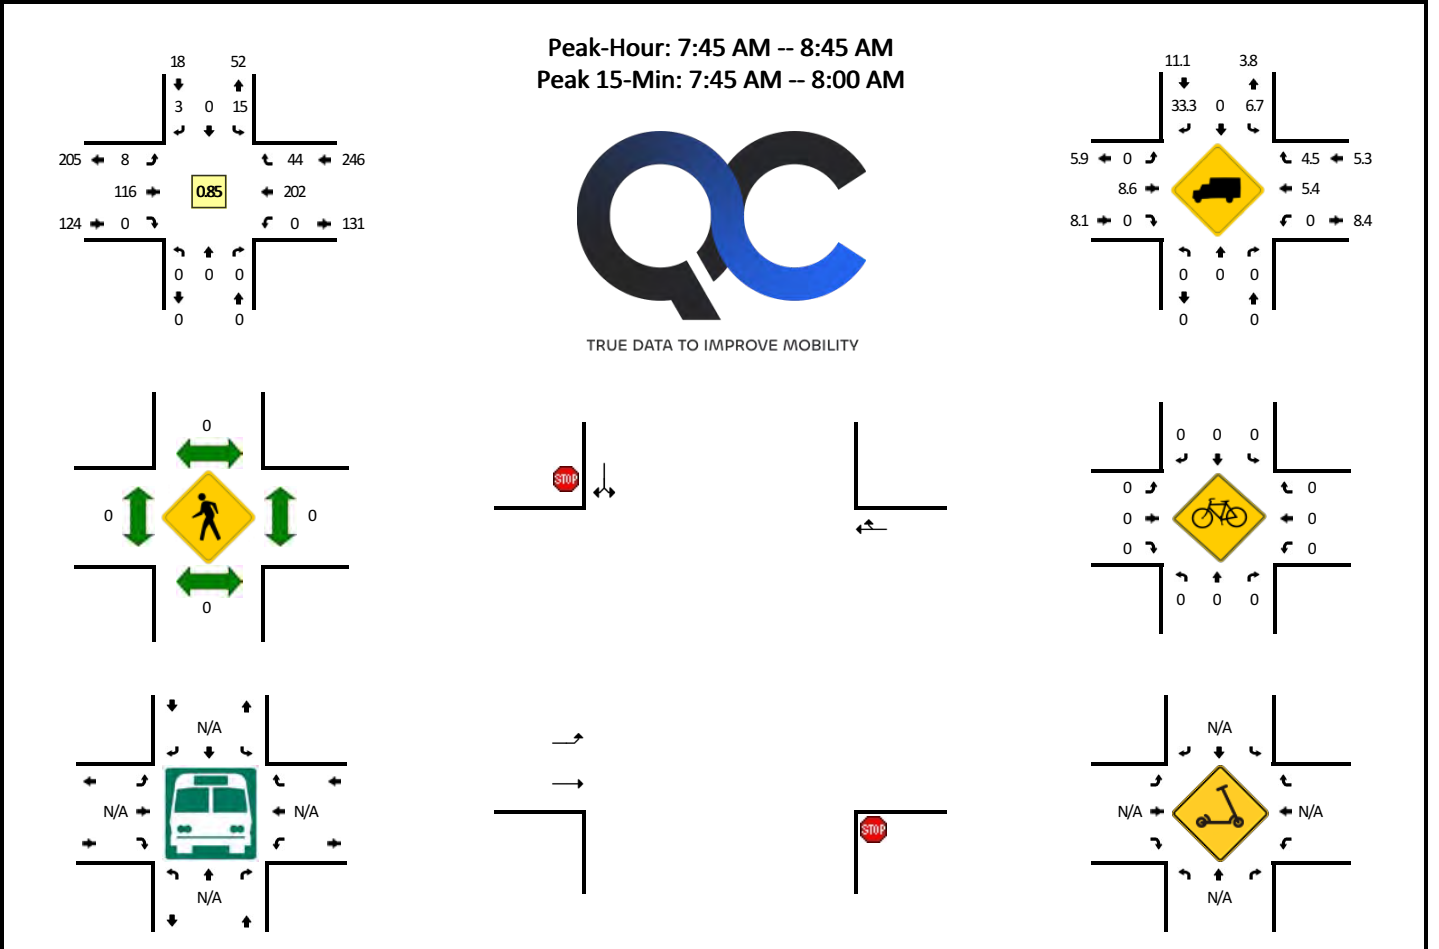 Peak-Hour: 7:45 AM -- 8:45 AM
Peak 15-Min: 7:45 AM -- 8:00 AM
18 52
3 0 15
205 8 44 246
116 0.85 202
124 0 0 131
0 0 0
0 0
QC
TRUE DATA TO IMPROVE MOBILITY
11.1 3.8
33.3 0 6.7
5.9 0 4.5 5.3
8.6 5.4
8.1 0 0 8.4
0 0 0
0 0
0
0 0
0
STOP
STOP
0 0 0
0 0
0 0
0 0
0 0 0
N/A
N/A N/A
N/A
N/A
N/A N/A
N/A